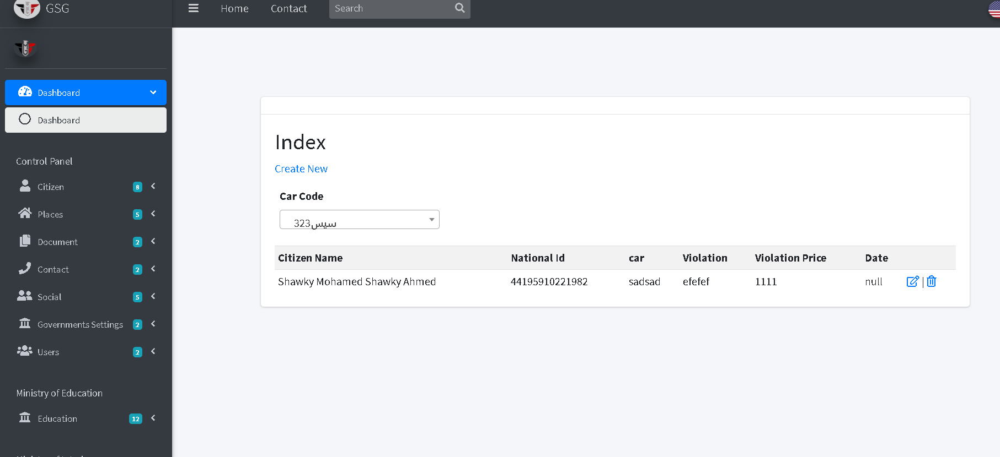 GSG
Home Contact Search
Dashboard
Dashboard
Control Panel
Citizen 8
Places 5
Document 2
Contact 2
Social 5
Governments Settings 2
Users 2
Ministry of Education
Education 12
Index
Create New
Car Code
سيس323
Citizen Name National Id car Violation Violation Price Date
Shawky Mohamed Shawky Ahmed 44195910221982 sadsad efefef 1111 null |